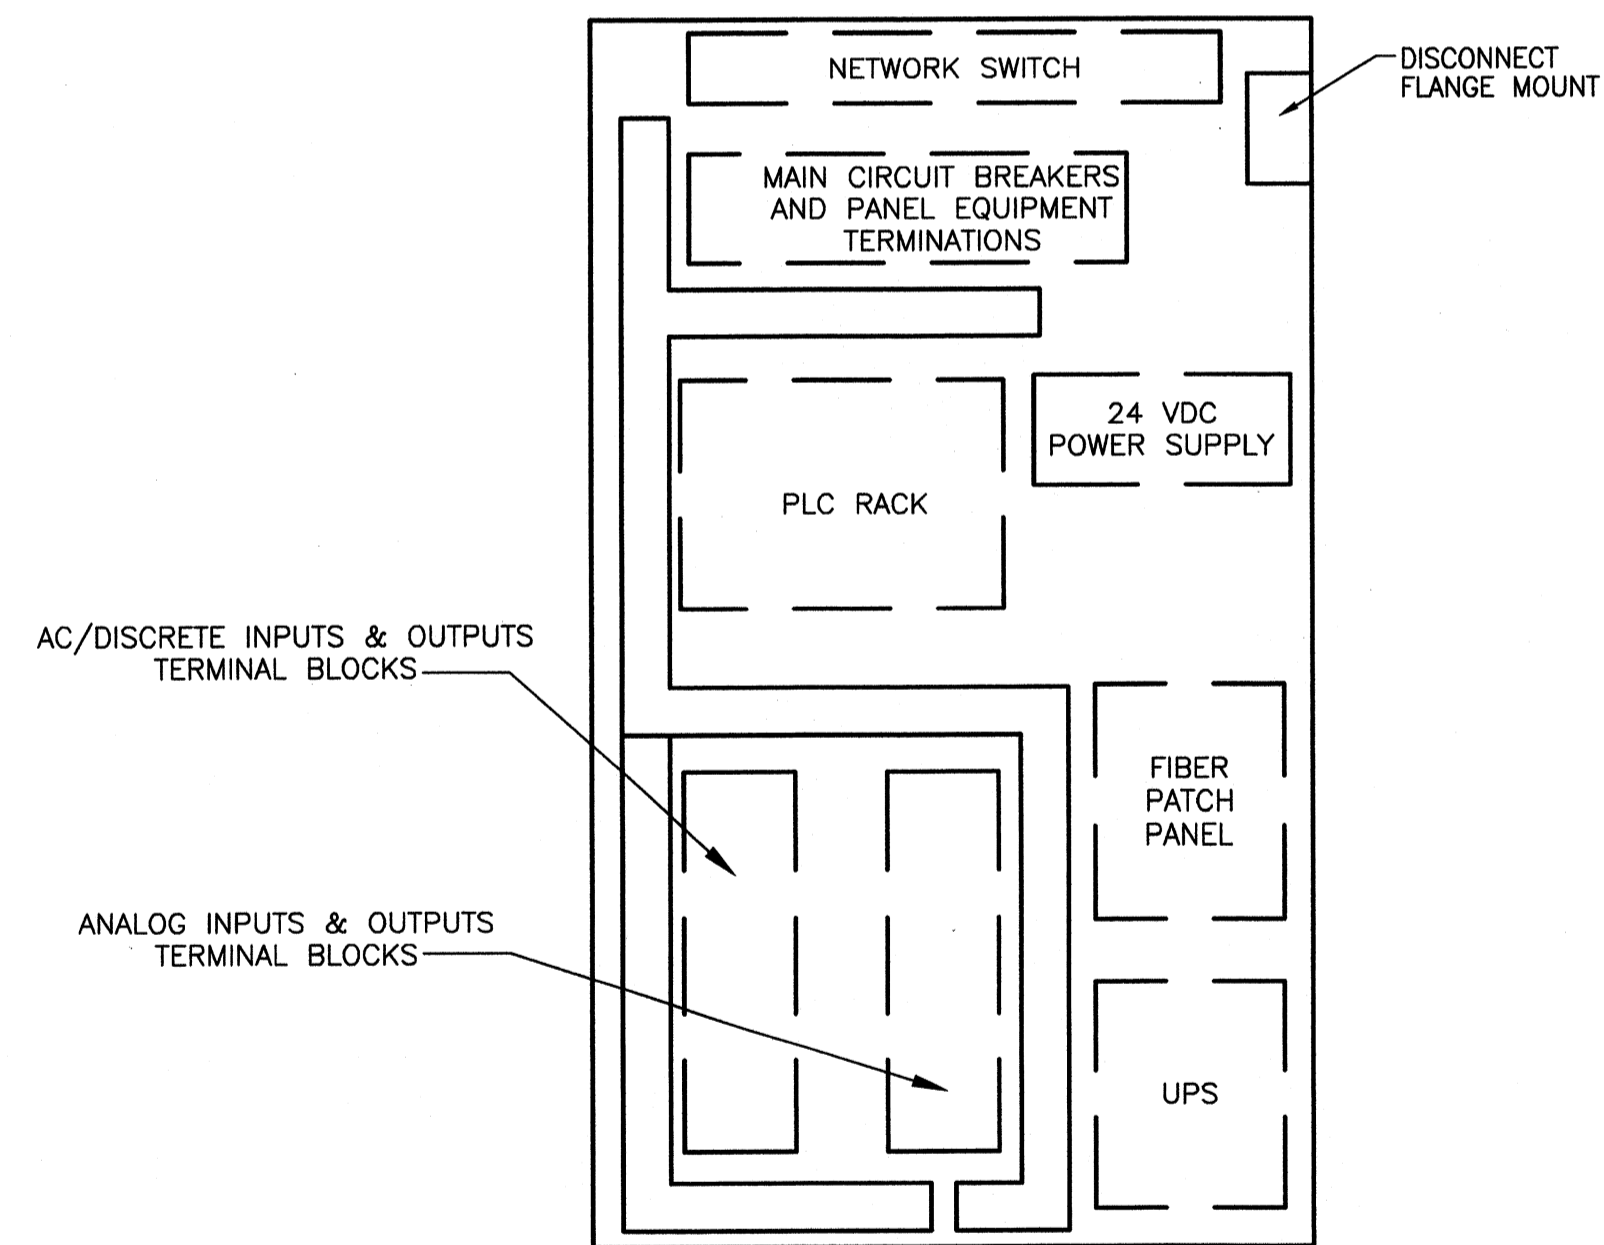 NETWORK SWITCH
DISCONNECT
FLANGE MOUNT
MAIN CIRCUIT BREAKERS
AND PANEL EQUIPMENT
TERMINATIONS
24 VDC
POWER SUPPLY
PLC RACK
AC/DISCRETE INPUTS & OUTPUTS
TERMINAL BLOCKS
FIBER
PATCH
PANEL
ANALOG INPUTS & OUTPUTS
TERMINAL BLOCKS
UPS